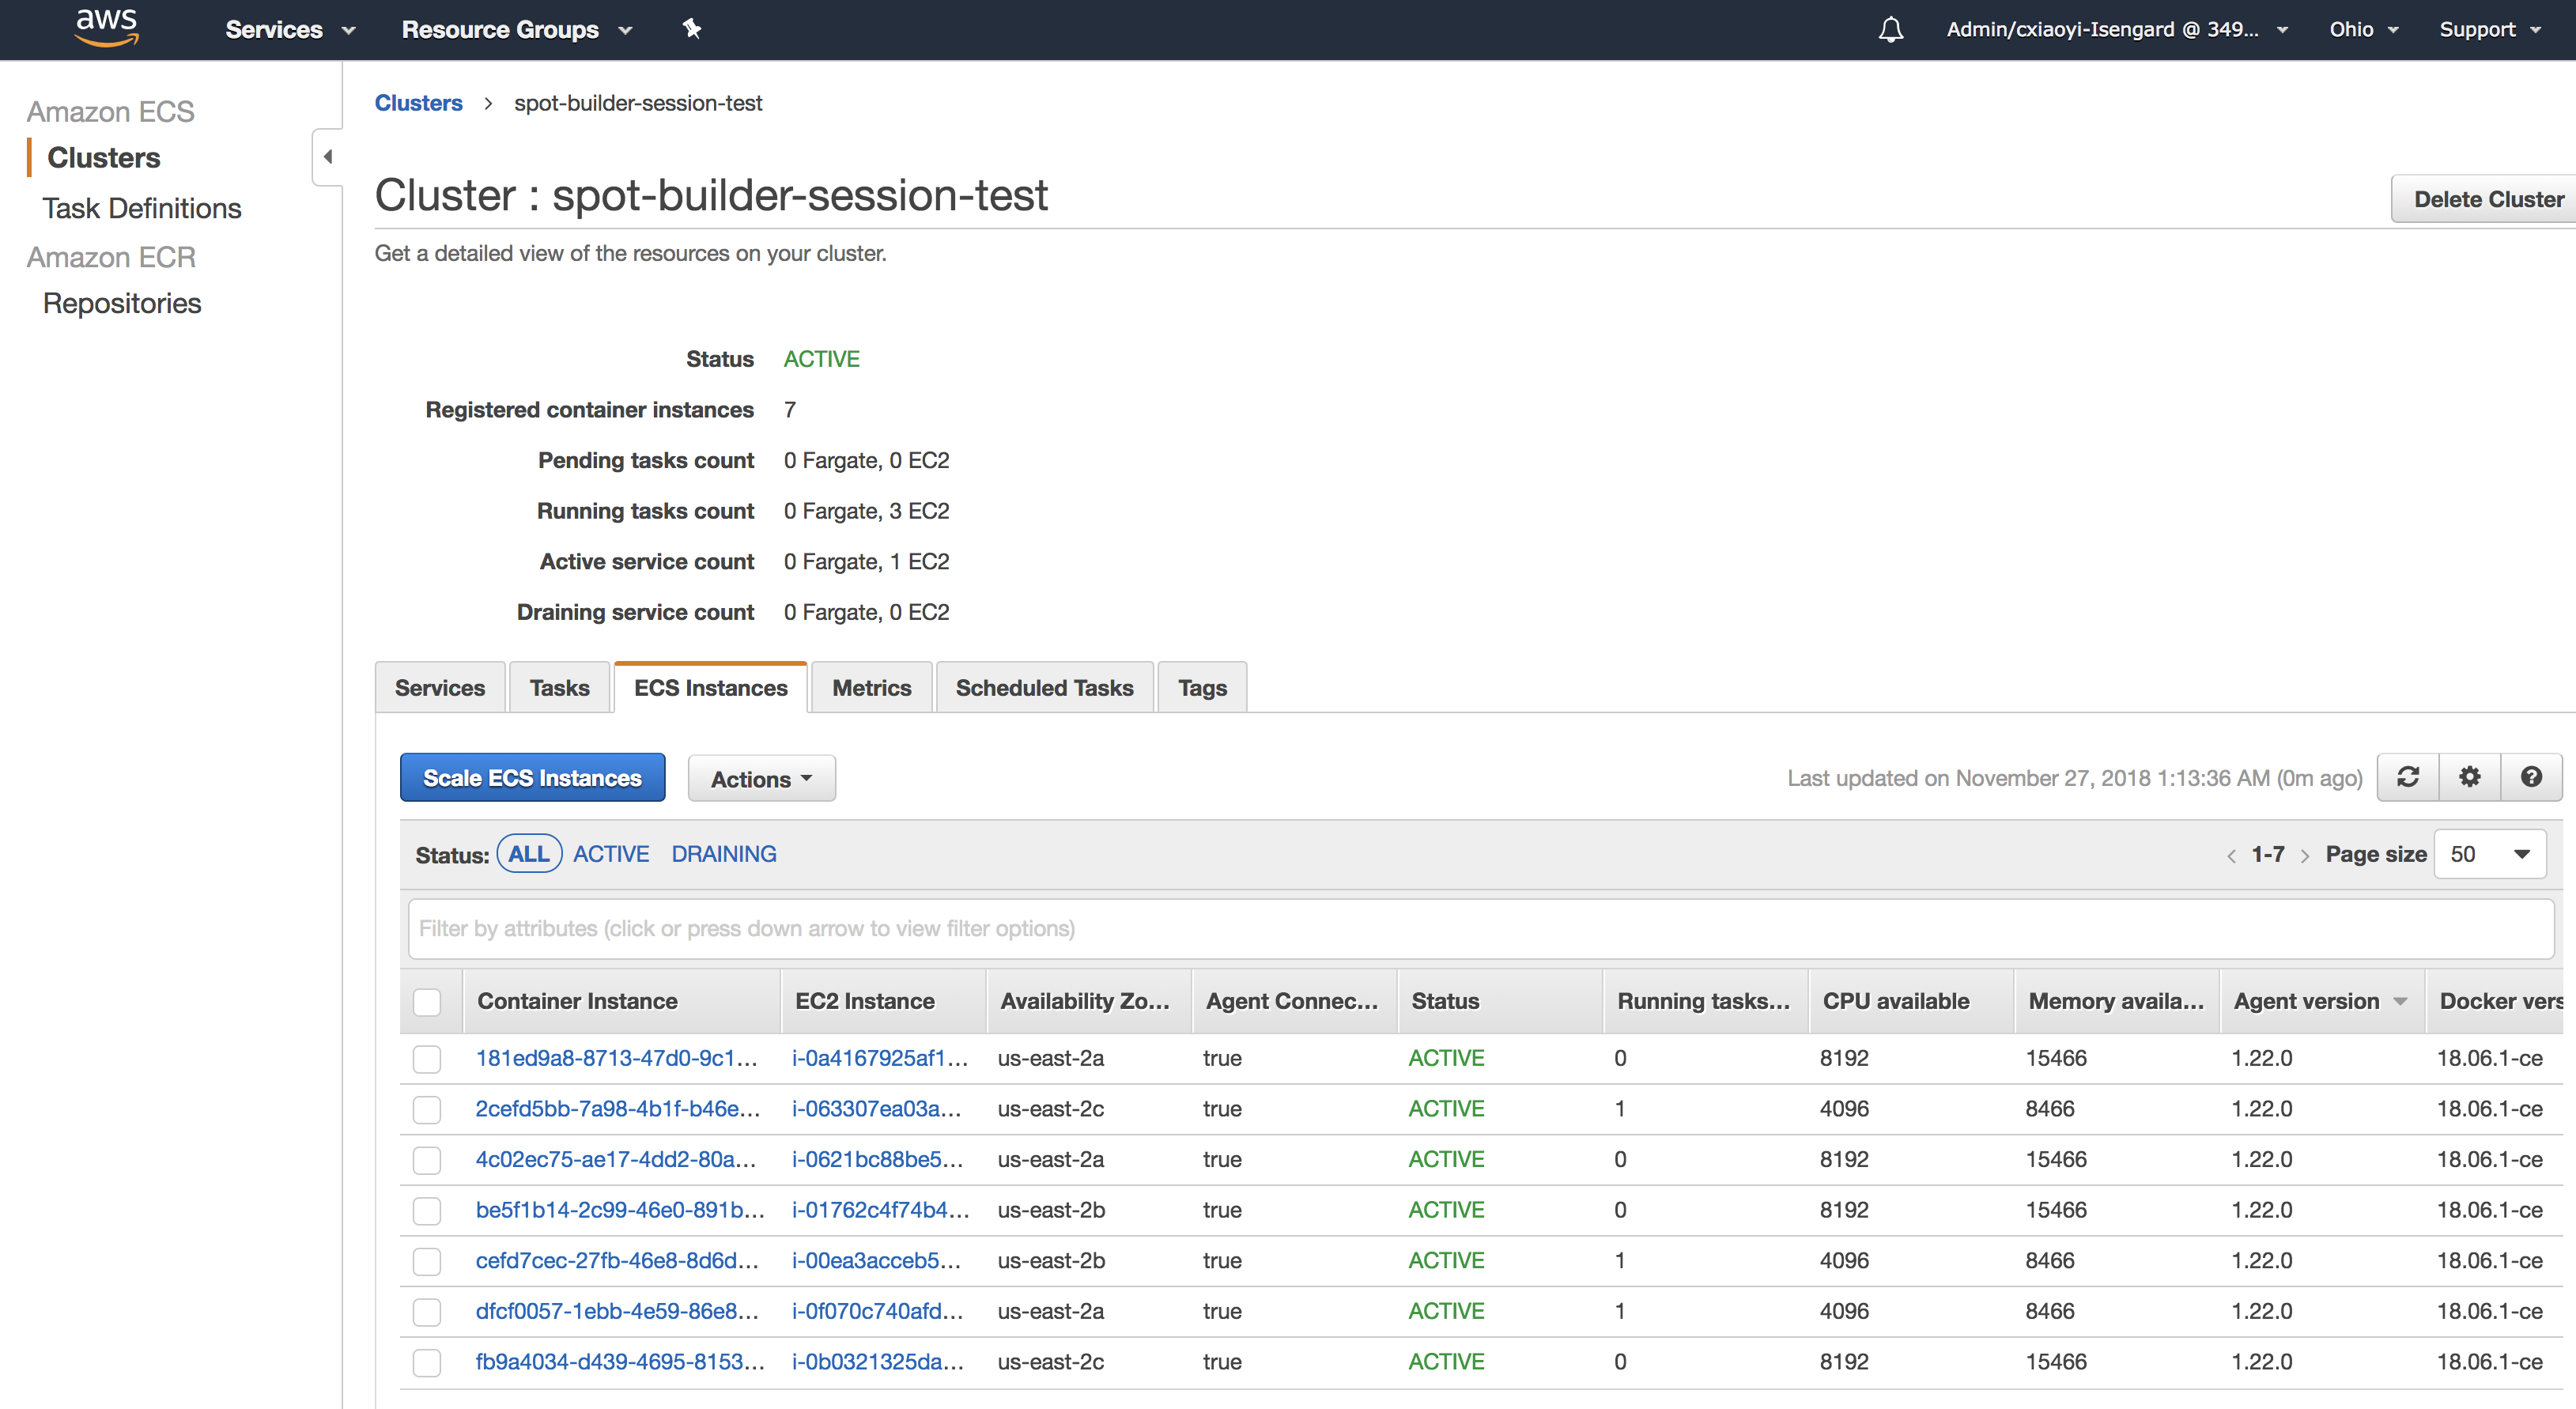 aws Services Resource Groups Admin/cxiaoyi-Isengard @ 349... Ohio Support
Amazon ECS
Clusters
Task Definitions
Amazon ECR
Repositories
Clusters > spot-builder-session-test
Cluster : spot-builder-session-test
Delete Cluster
Get a detailed view of the resources on your cluster.
Status ACTIVE
Registered container instances 7
Pending tasks count 0 Fargate, 0 EC2
Running tasks count 0 Fargate, 3 EC2
Active service count 0 Fargate, 1 EC2
Draining service count 0 Fargate, 0 EC2
Services Tasks ECS Instances Metrics Scheduled Tasks Tags
Scale ECS Instances Actions Last updated on November 27, 2018 1:13:36 AM (0m ago)
Status: ALL ACTIVE DRAINING < 1-7 > Page size 50
Filter by attributes (click or press down arrow to view filter options)
Container Instance EC2 Instance Availability Zo... Agent Connec... Status Running tasks... CPU available Memory availa... Agent version Docker vers
181ed9a8-8713-47d0-9c1... i-0a4167925af1... us-east-2a true ACTIVE 0 8192 15466 1.22.0 18.06.1-ce
2cefd5bb-7a98-4b1f-b46e... i-063307ea03a... us-east-2c true ACTIVE 1 4096 8466 1.22.0 18.06.1-ce
4c02ec75-ae17-4dd2-80a... i-0621bc88be5... us-east-2a true ACTIVE 0 8192 15466 1.22.0 18.06.1-ce
be5f1b14-2c99-46e0-891b... i-01762c4f74b4... us-east-2b true ACTIVE 0 8192 15466 1.22.0 18.06.1-ce
cefd7cec-27fb-46e8-8d6d... i-00ea3acceb5... us-east-2b true ACTIVE 1 4096 8466 1.22.0 18.06.1-ce
dfcf0057-1ebb-4e59-86e8... i-0f070c740afd... us-east-2a true ACTIVE 1 4096 8466 1.22.0 18.06.1-ce
fb9a4034-d439-4695-8153... i-0b0321325da... us-east-2c true ACTIVE 0 8192 15466 1.22.0 18.06.1-ce